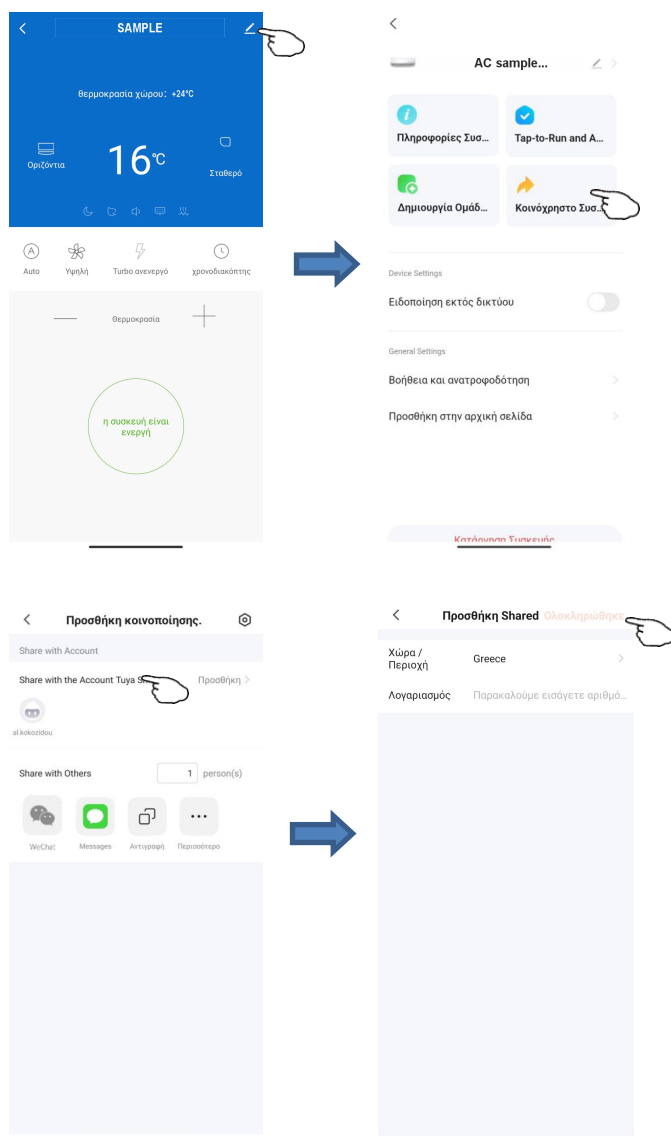 SAMPLE
θερμοκρασία χώρου: +24°C
16℃
Οριζόντια
Σταθερό
Auto
Υψηλή
Turbo ανενεργό
χρονοδιακόπτης
Θερμοκρασία
η συσκευή είναι
ενεργή
AC sample...
Πληροφορίες Συσ...
Tap-to-Run and A...
Δημιουργία Ομάδ...
Κοινόχρηστο Συσ...
Device Settings
Ειδοποίηση εκτός δικτύου
General Settings
Βοήθεια και ανατροφοδότηση
Προσθήκη στην αρχική σελίδα
Κατάργηση Συσκευής
Προσθήκη κοινοποίησης.
Share with Account
Share with the Account Tuya Προσθήκη
al.kokozidou
Share with Others 1 person(s)
WeChat
Messages
Αντιγραφή
Περισσότερο
Προσθήκη Shared Ολοκληρώθηκε
Χώρα /
Περιοχή
Greece
Λογαριασμός Παρακαλούμε εισάγετε αριθμό...